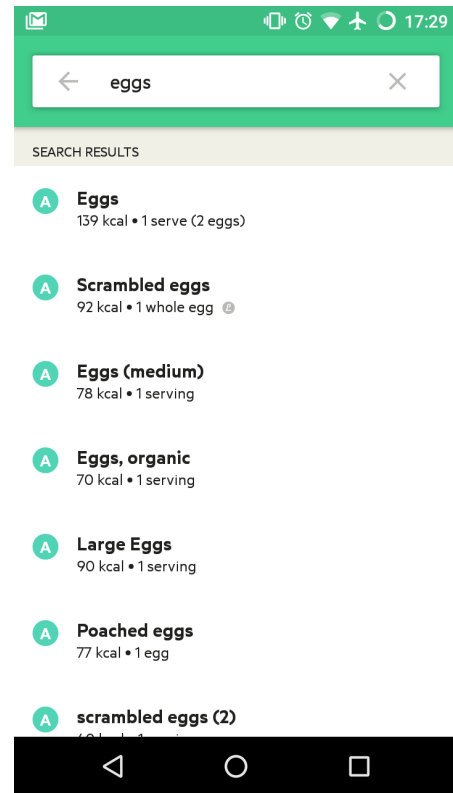 17:29
eggs
SEARCH RESULTS
A Eggs
139 kcal • 1 serve (2 eggs)
A Scrambled eggs
92 kcal • 1 whole egg
A Eggs (medium)
78 kcal • 1 serving
A Eggs, organic
70 kcal • 1 serving
A Large Eggs
90 kcal • 1 serving
A Poached eggs
77 kcal • 1 egg
A scrambled eggs (2)